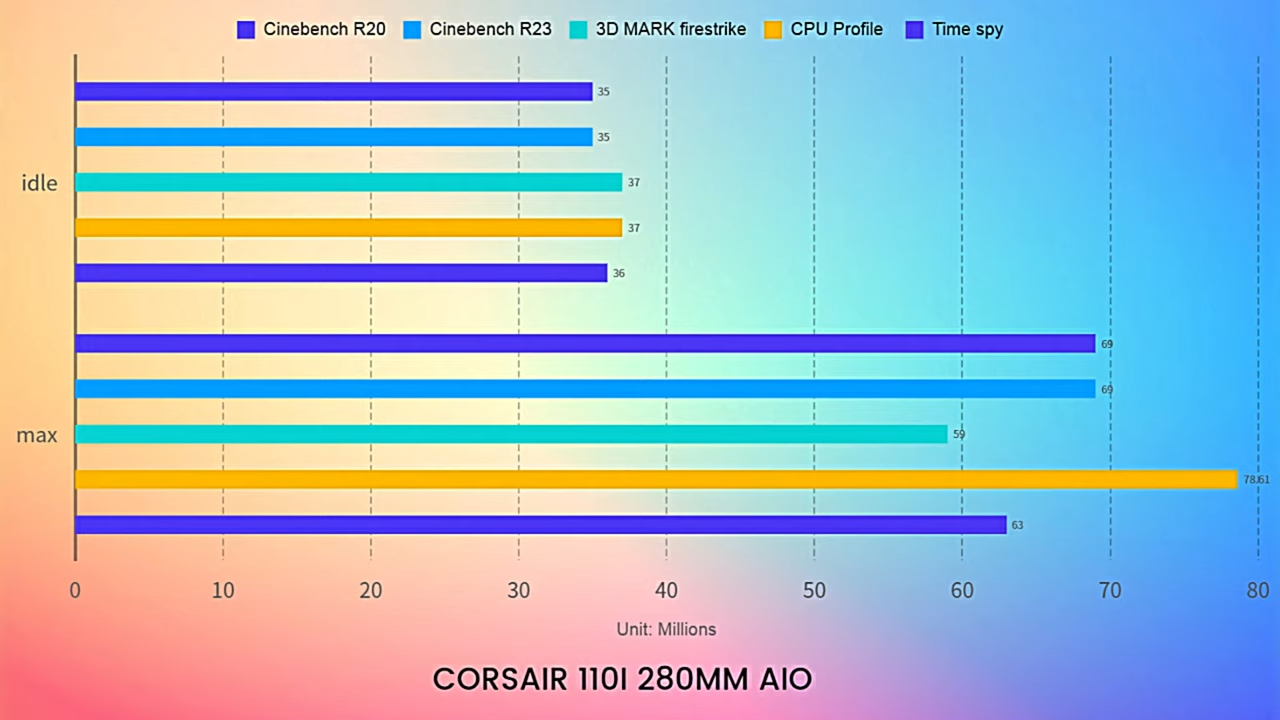 Cinebench R20 Cinebench R23 3D MARK firestrike CPU Profile Time spy
35
35
idle
37
37
36
69
69
max
59
78.61
63
0 10 20 30 40 50 60 70 80
Unit: Millions
CORSAIR 110I 280MM AIO